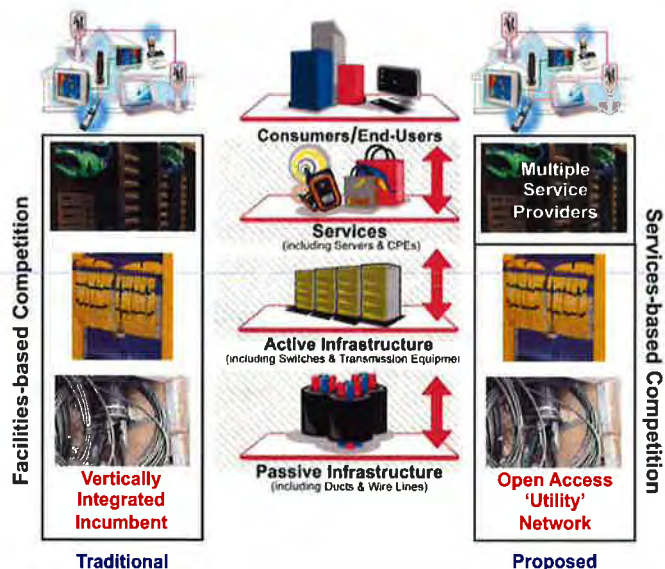 Facilities-based Competition
Vertically
Integrated
Incumbent
Traditional
Consumers/End-Users
Services
(including Servers & CPEs)
Active Infrastructure
(including Switches & Transmission Equipmer
Passive Infrastructure
(including Ducts & Wire Lines)
Multiple
Service
Providers
Open Access
'Utility'
Network
Proposed
Services-based Competition